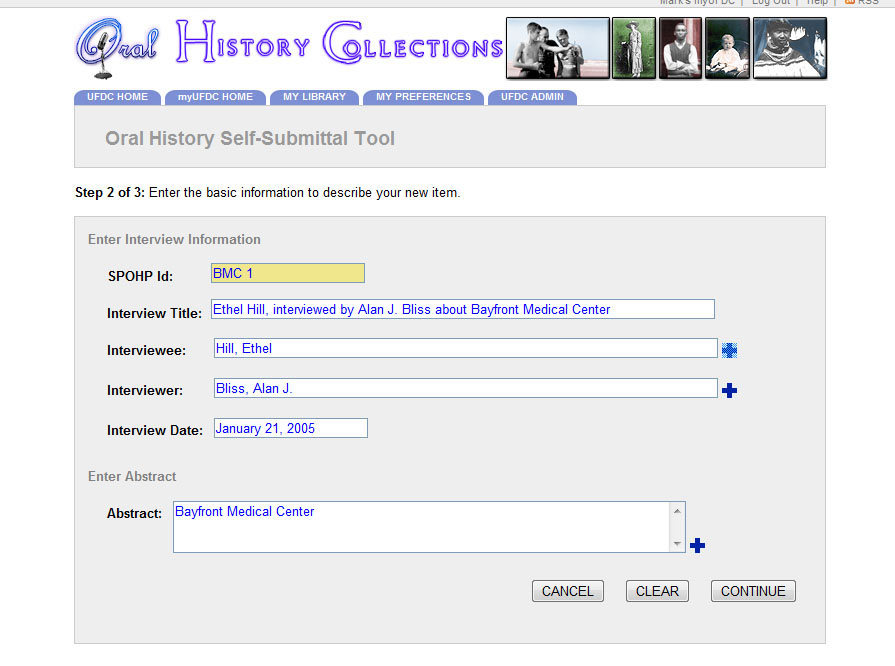 Mark's myUFDC | Log Out | Help | RSS
Oral History Collections
UFDC HOME myUFDC HOME MY LIBRARY MY PREFERENCES UFDC ADMIN
Oral History Self-Submittal Tool
Step 2 of 3: Enter the basic information to describe your new item.
Enter Interview Information
SPOHP Id: BMC 1
Interview Title: Ethel Hill, interviewed by Alan J. Bliss about Bayfront Medical Center
Interviewee: Hill, Ethel
Interviewer: Bliss, Alan J.
Interview Date: January 21, 2005
Enter Abstract
Abstract: Bayfront Medical Center
CANCEL CLEAR CONTINUE